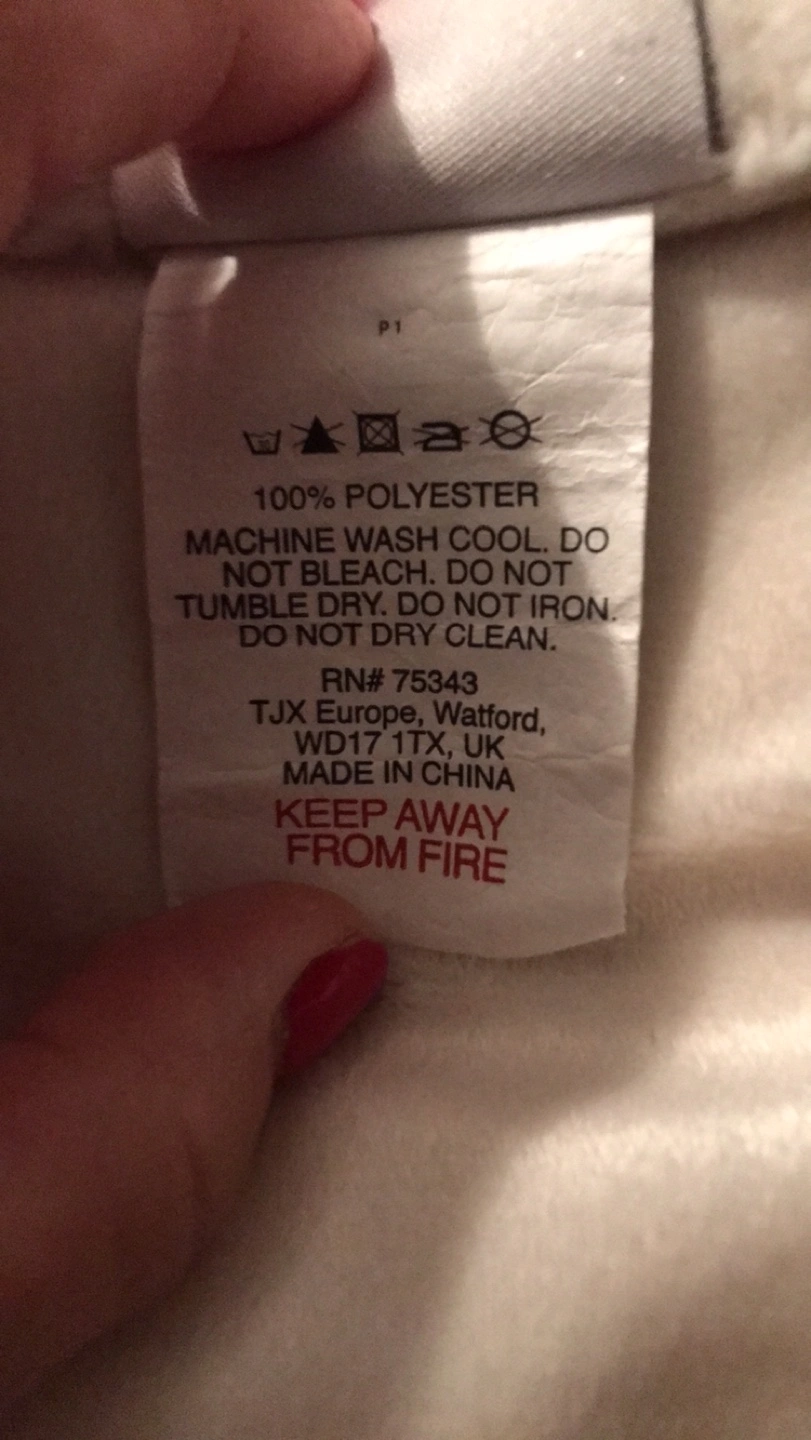 P1
100% POLYESTER
MACHINE WASH COOL. DO
NOT BLEACH. DO NOT
TUMBLE DRY. DO NOT IRON.
DO NOT DRY CLEAN.
RN# 75343
TJX Europe, Watford,
WD17 1TX, UK
MADE IN CHINA
KEEP AWAY
FROM FIRE